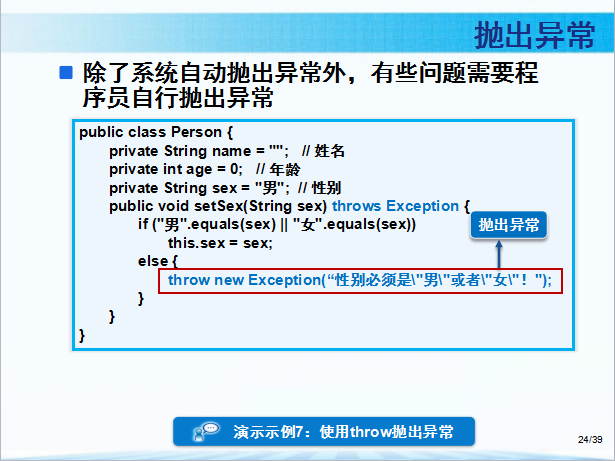 抛出异常
除了系统自动抛出异常外，有些问题需要程
序员自行抛出异常
public class Person {
private String name = "";   // 姓名
private int age = 0;   // 年龄
private String sex = "男";  // 性别
public void setSex(String sex) throws Exception {
if ("男".equals(sex) || "女".equals(sex))
this.sex = sex;
else {
throw new Exception(“性别必须是\"男\"或者\"女\"！");
}
}
}
抛出异常
演示示例7：使用throw抛出异常
24/39